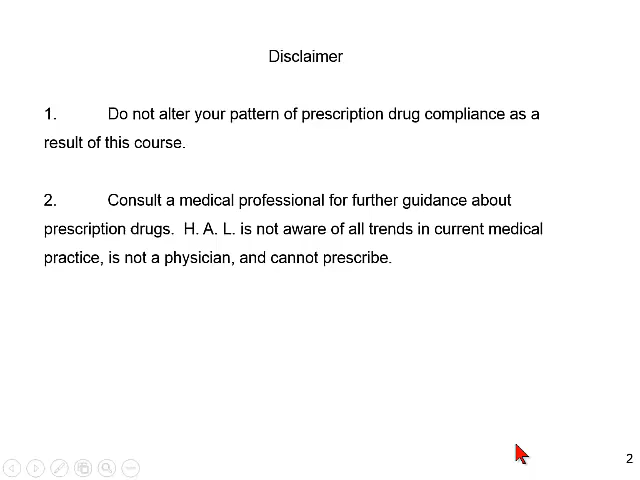 Disclaimer
1. Do not alter your pattern of prescription drug compliance as a
result of this course.
2. Consult a medical professional for further guidance about
prescription drugs. H. A. L. is not aware of all trends in current medical
practice, is not a physician, and cannot prescribe.
2